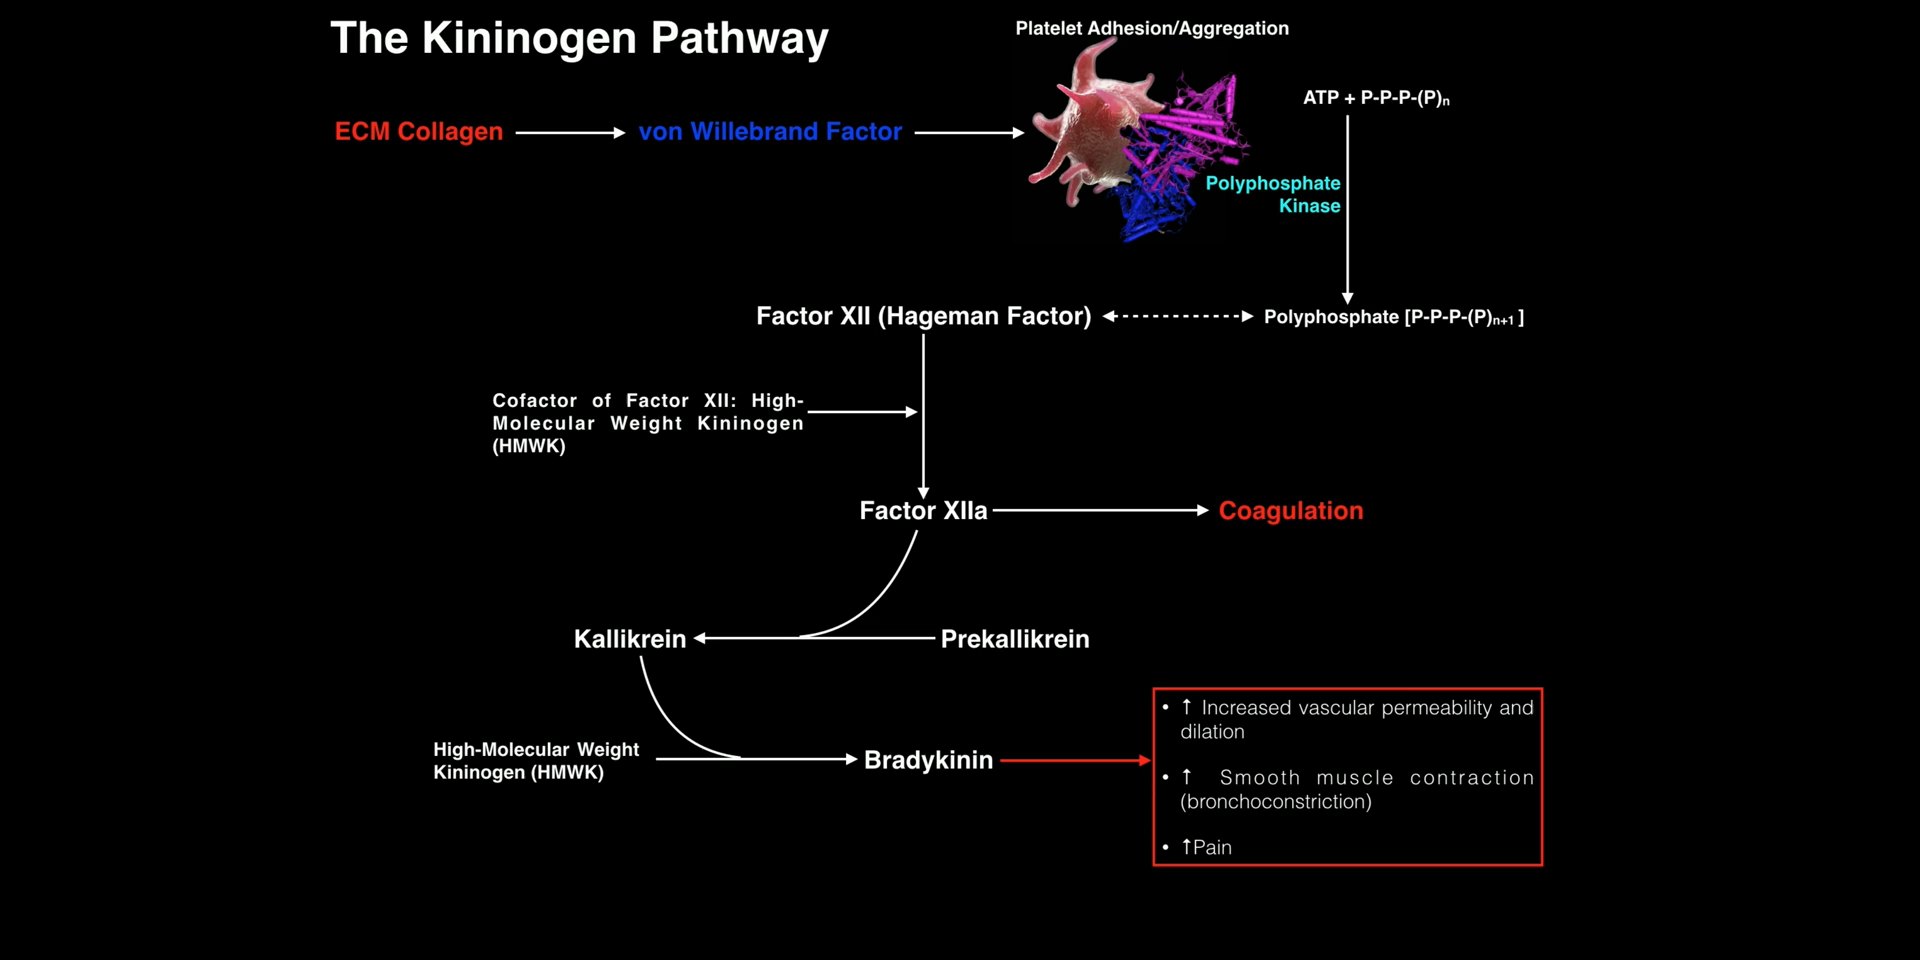 The Kininogen Pathway
Platelet Adhesion/Aggregation
ATP + P-P-P-(P)n
ECM Collagen
von Willebrand Factor
Polyphosphate
Kinase
Factor XII (Hageman Factor)
Polyphosphate [P-P-P-(P)n+1 ]
Cofactor of Factor XII: High-
Molecular Weight Kininogen
(HMWK)
Factor XIIa
Coagulation
Kallikrein
Prekallikrein
High-Molecular Weight
Kininogen (HMWK)
Bradykinin
• ↑ Increased vascular permeability and
dilation
• ↑ Smooth muscle contraction
(bronchoconstriction)
• ↑Pain